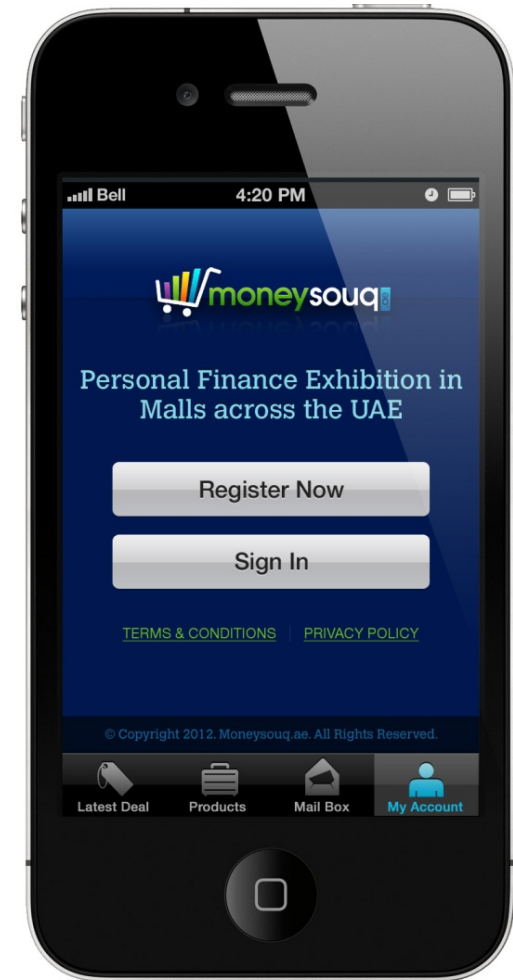 Bell 4:20 PM
moneysouq
Personal Finance Exhibition in
Malls across the UAE
Register Now
Sign In
TERMS & CONDITIONS PRIVACY POLICY
© Copyright 2012. Moneysouq.ae. All Rights Reserved.
Latest Deal Products Mail Box My Account